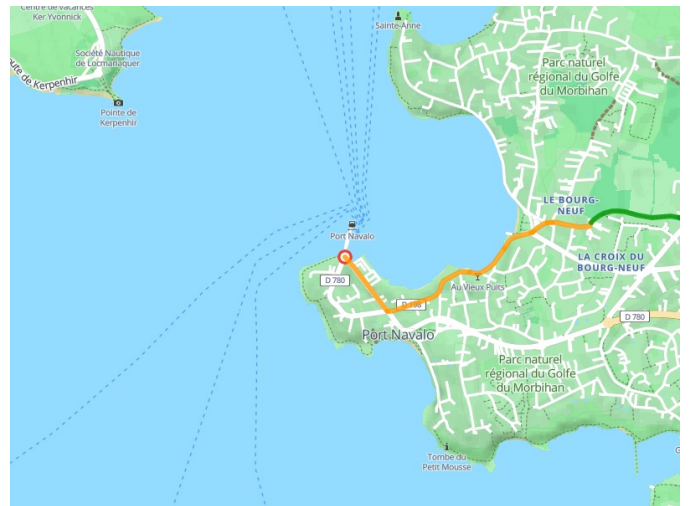 Centre de vacances
Ker Yvonnick
Société Nautique
de Locmariaquer
Route de Kerpenhir
Pointe de
Kerpenhir
Sainte-Anne
Parc naturel
régional du Golfe
du Morbihan
LE BOURG-
NEUF
Port Navalo
LA CROIX DU
BOURG-NEUF
D 780
Au Vieux Puits
D 198
D 780
Port Navalo
Parc naturel
régional du Golfe
du Morbihan
Tombe du
Petit Mousse